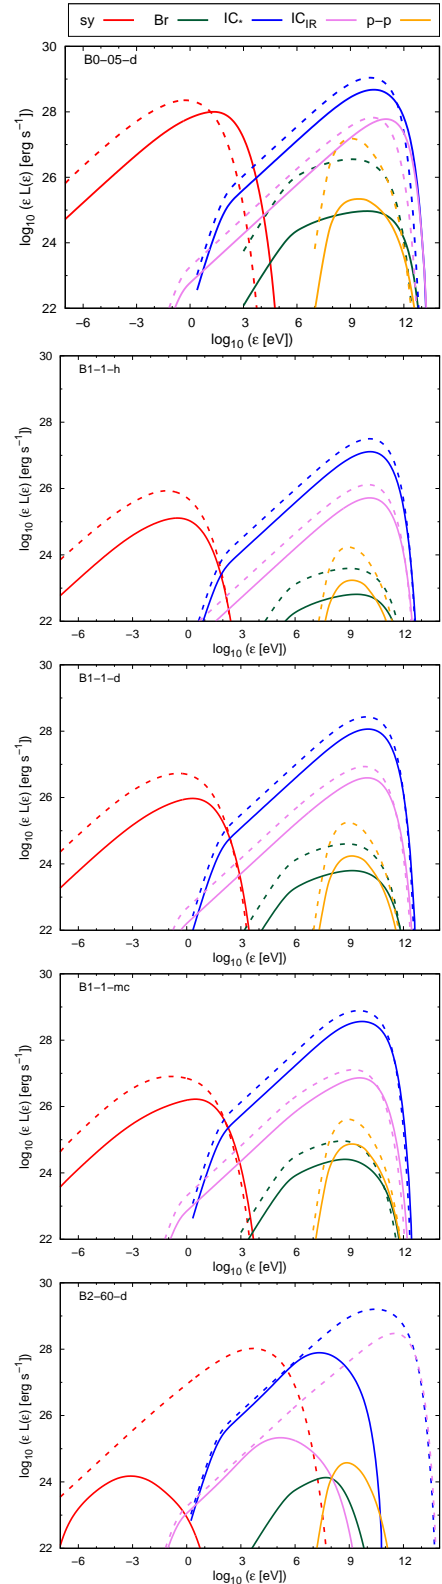 sy Br IC* IC_IR p-p
B0-05-d
log10 (ε L(ε) [erg s⁻¹])
30
28
26
24
22
-6 -3 0 3 6 9 12
log10 (ε [eV])
B1-1-h
log10 (ε L(ε) [erg s⁻¹])
30
28
26
24
22
-6 -3 0 3 6 9 12
log10 (ε [eV])
B1-1-d
log10 (ε L(ε) [erg s⁻¹])
30
28
26
24
22
-6 -3 0 3 6 9 12
log10 (ε [eV])
B1-1-mc
log10 (ε L(ε) [erg s⁻¹])
30
28
26
24
22
-6 -3 0 3 6 9 12
log10 (ε [eV])
B2-60-d
log10 (ε L(ε) [erg s⁻¹])
30
28
26
24
22
-6 -3 0 3 6 9 12
log10 (ε [eV])